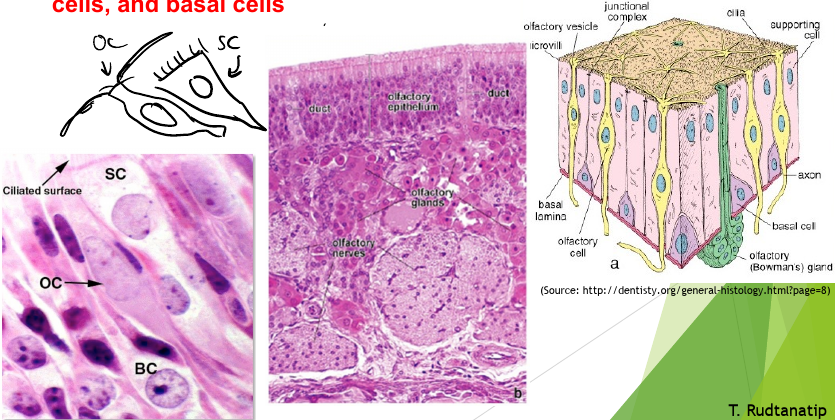 cells, and basal cells
OC
SC
Ciliated surface
SC
OC
BC
duct
olfactory
epithelium
duct
olfactory
glands
olfactory
nerves
b
junctional
complex
cilia
olfactory vesicle
supporting
cell
iicrovilli
axon
basal
lamina
basal cell
olfactory
cell
a
olfactory
(Bowman's) gland
(Source: http://dentisty.org/general-histology.html?page=8)
T. Rudtanatip